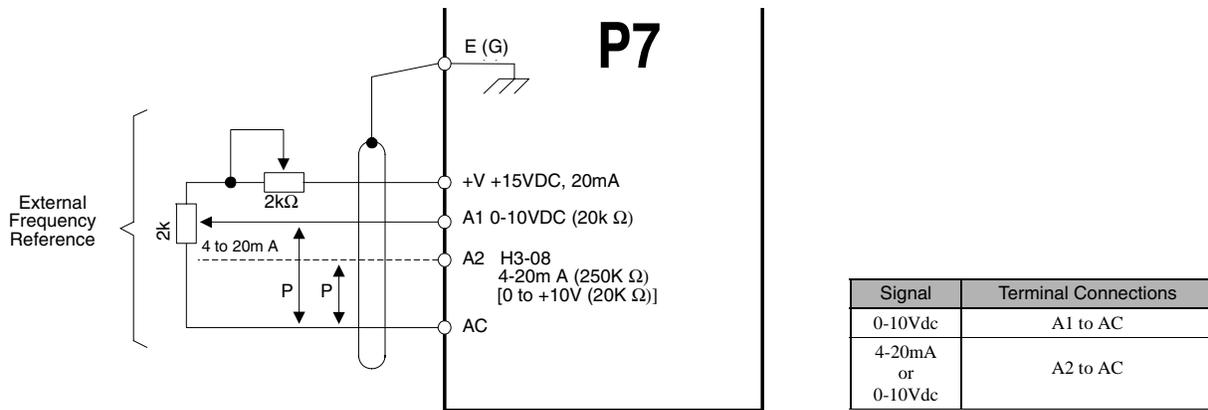 P7
E (G)
+V +15VDC, 20mA
2kΩ
A1 0-10VDC (20k Ω)
External
Frequency
Reference
2k
4 to 20m A
A2 H3-08
4-20m A (250K Ω)
[0 to +10V (20K Ω)]
P P
AC
Signal Terminal Connections
0-10Vdc A1 to AC
4-20mA
or
0-10Vdc
A2 to AC